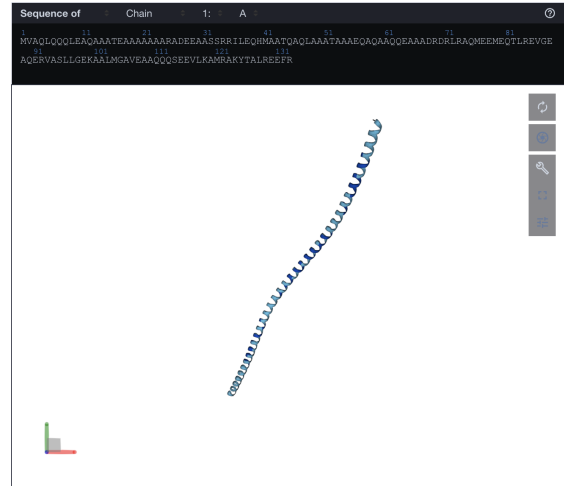 Sequence of Chain 1: A
1 11 21 31 41 51 61 71 81
MVAQLQQQLEAQAAATEAAAAAAARADEEAASSRRILEQHMAATQAQLAAATAAAEQAQAAQQEAAADRDRLRAQMEEMEQTLREVGE
91 101 111 121 131
AQERVASLLGEKAALMGAVEAAQQQSEEVLKAMRAKYTALREEFR